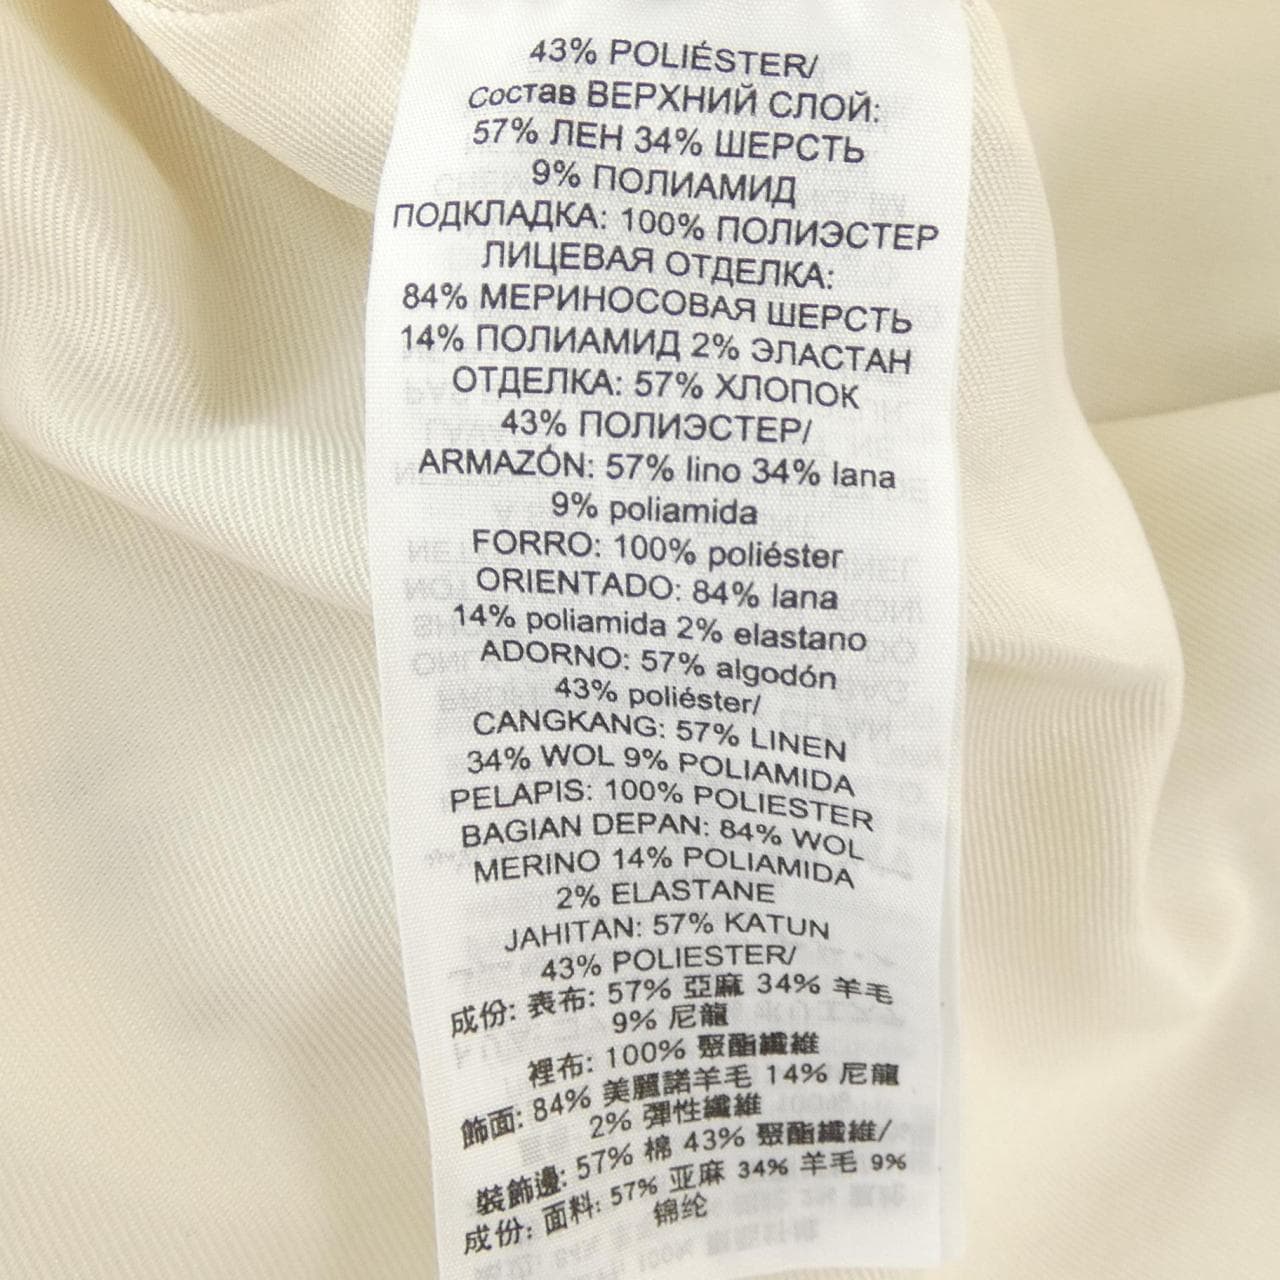 43% POLIÉSTER/
Состав ВЕРХНИЙ СЛОЙ:
57% ЛЕН 34% ШЕРСТЬ
9% ПОЛИАМИД
ПОДКЛАДКА: 100% ПОЛИЭСТЕР
ЛИЦЕВАЯ ОТДЕЛКА:
84% МЕРИНОСОВАЯ ШЕРСТЬ
14% ПОЛИАМИД 2% ЭЛАСТАН
ОТДЕЛКА: 57% ХЛОПОК
43% ПОЛИЭСТЕР/
ARMAZÓN: 57% lino 34% lana
9% poliamida
FORRO: 100% poliéster
ORIENTADO: 84% lana
14% poliamida 2% elastano
ADORNO: 57% algodón
43% poliéster/
CANGKANG: 57% LINEN
34% WOL 9% POLIAMIDA
PELAPIS: 100% POLIESTER
BAGIAN DEPAN: 84% WOL
MERINO 14% POLIAMIDA
2% ELASTANE
JAHITAN: 57% KATUN
43% POLIESTER/
成份: 表布: 57% 亞麻 34% 羊毛
9% 尼龍
裡布: 100% 聚酯纖維
飾面: 84% 美麗諾羊毛 14% 尼龍
2% 彈性纖維
裝飾邊: 57% 棉 43% 聚酯纖維/
成份: 面料: 57% 亚麻 34% 羊毛 9%
锦纶